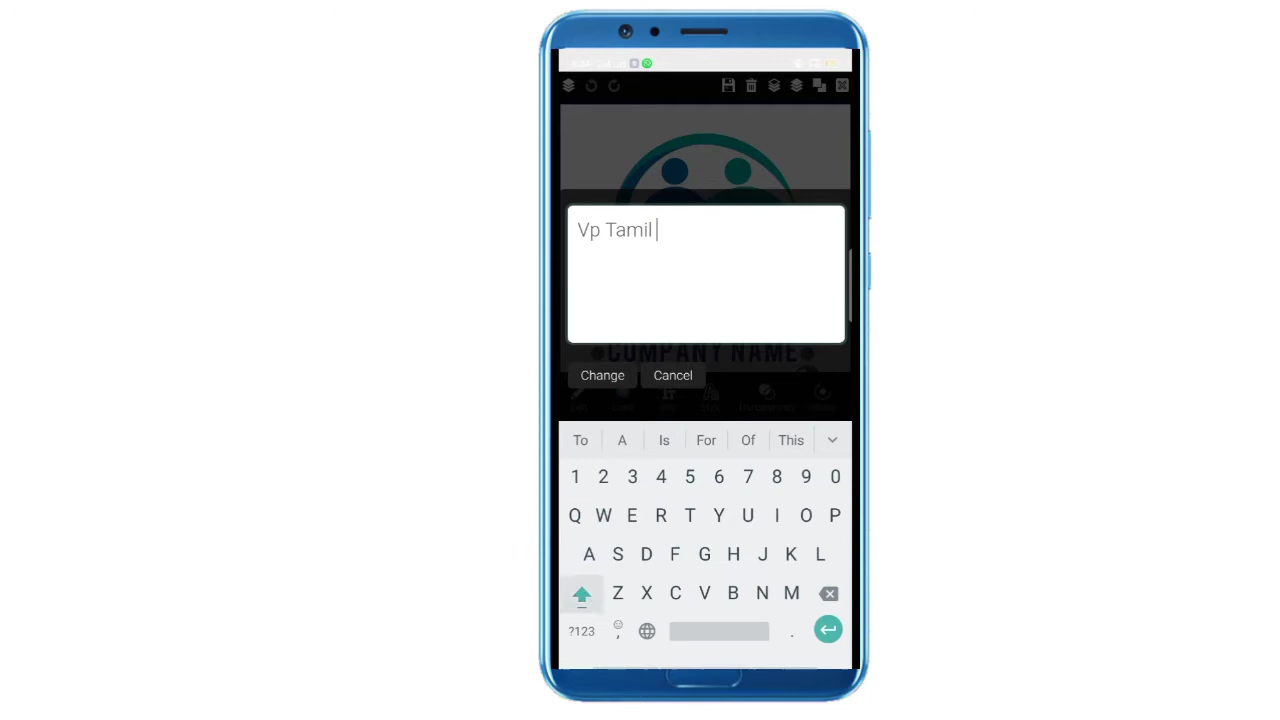 Vp Tamil
COMPANY NAME
Change Cancel
To A Is For Of This
1 2 3 4 5 6 7 8 9 0
Q W E R T Y U I O P
A S D F G H J K L
Z X C V B N M
?123 , .